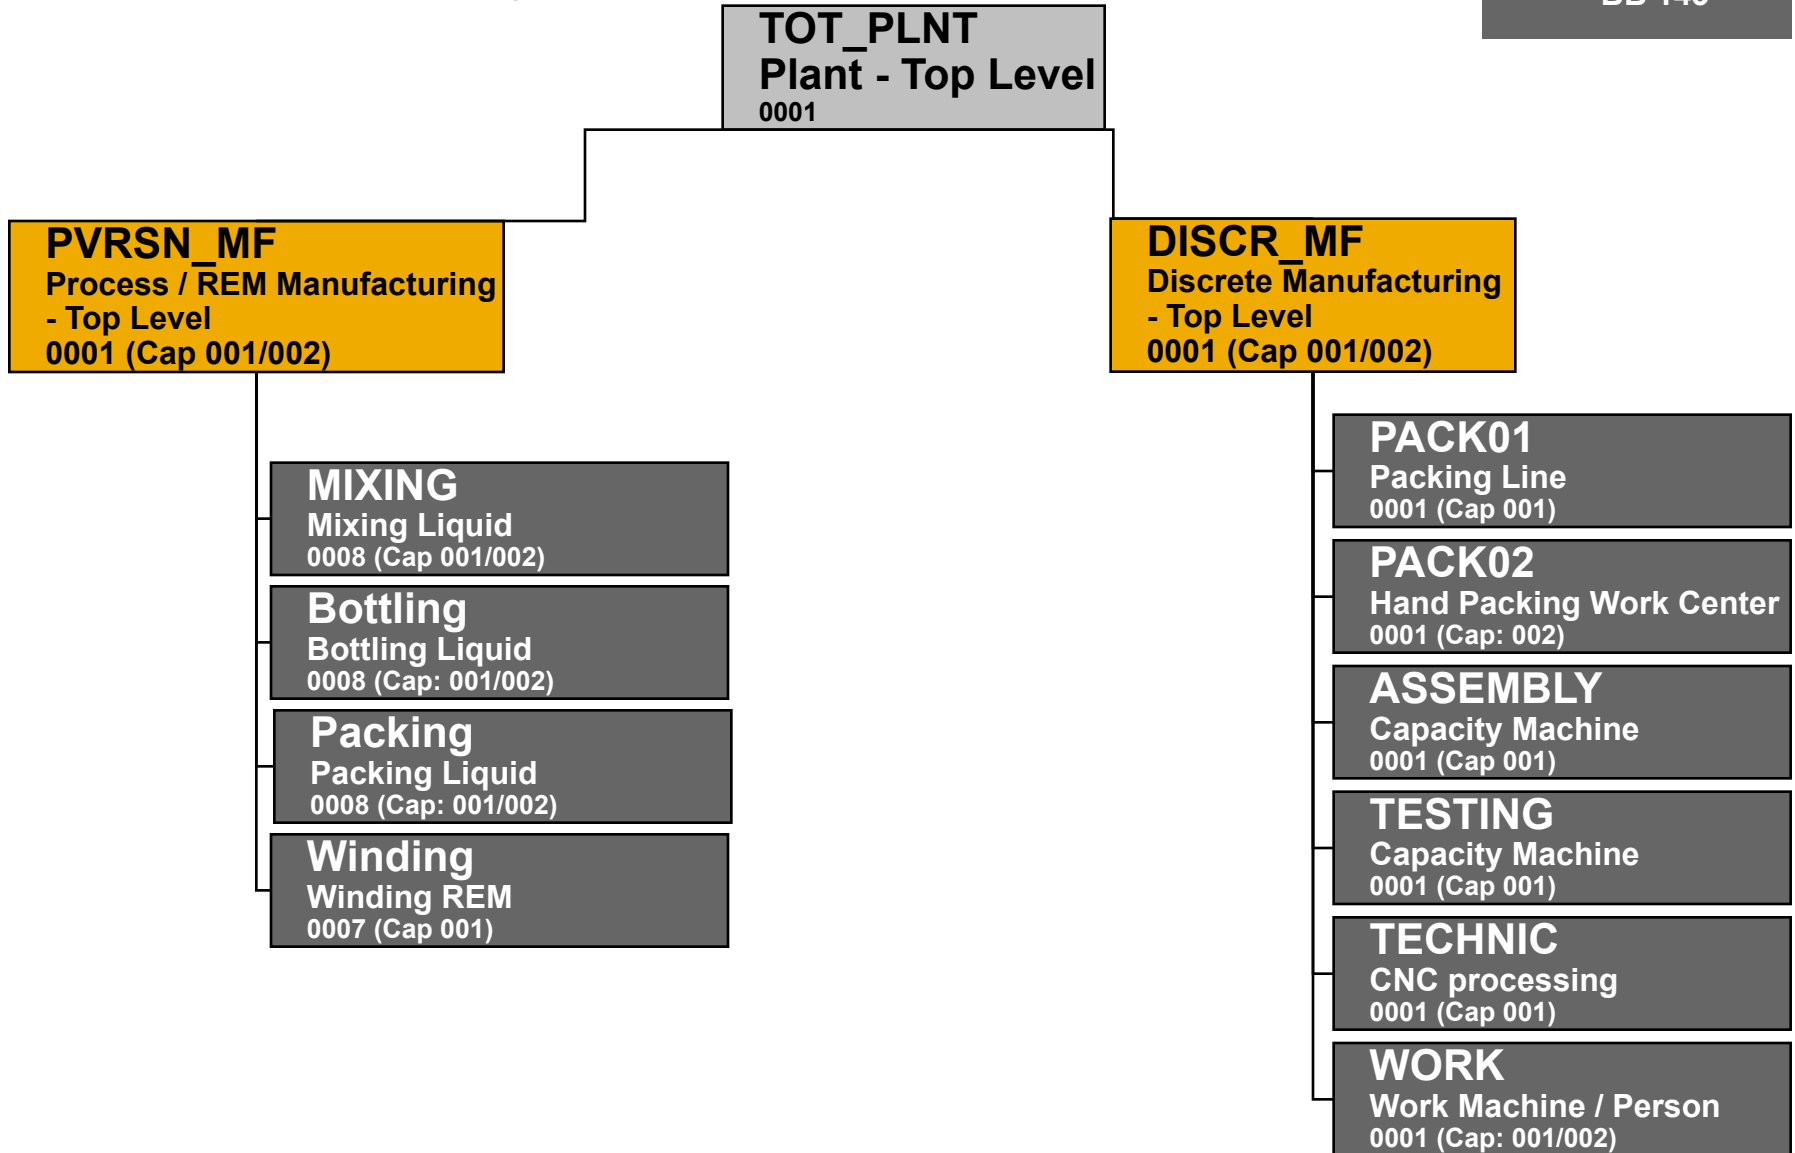 TOT_PLNT
Plant - Top Level
0001
PVRSN_MF
Process / REM Manufacturing
- Top Level
0001 (Cap 001/002)
MIXING
Mixing Liquid
0008 (Cap 001/002)
Bottling
Bottling Liquid
0008 (Cap: 001/002)
Packing
Packing Liquid
0008 (Cap: 001/002)
Winding
Winding REM
0007 (Cap 001)
DISCR_MF
Discrete Manufacturing
- Top Level
0001 (Cap 001/002)
PACK01
Packing Line
0001 (Cap 001)
PACK02
Hand Packing Work Center
0001 (Cap: 002)
ASSEMBLY
Capacity Machine
0001 (Cap 001)
TESTING
Capacity Machine
0001 (Cap 001)
TECHNIC
CNC processing
0001 (Cap 001)
WORK
Work Machine / Person
0001 (Cap: 001/002)